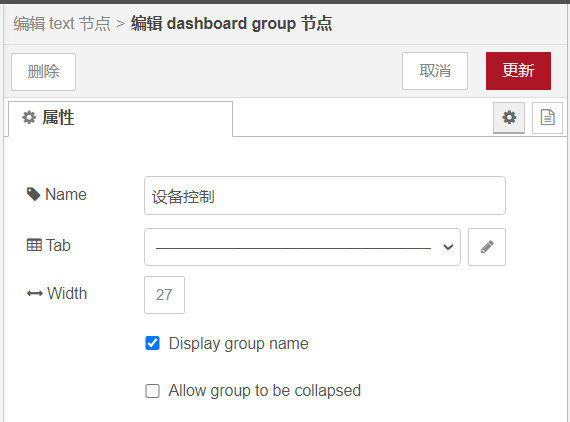 编辑 text 节点 > 编辑 dashboard group 节点
删除 取消 更新
属性
Name 设备控制
Tab ————————————————————
Width 27
Display group name
Allow group to be collapsed